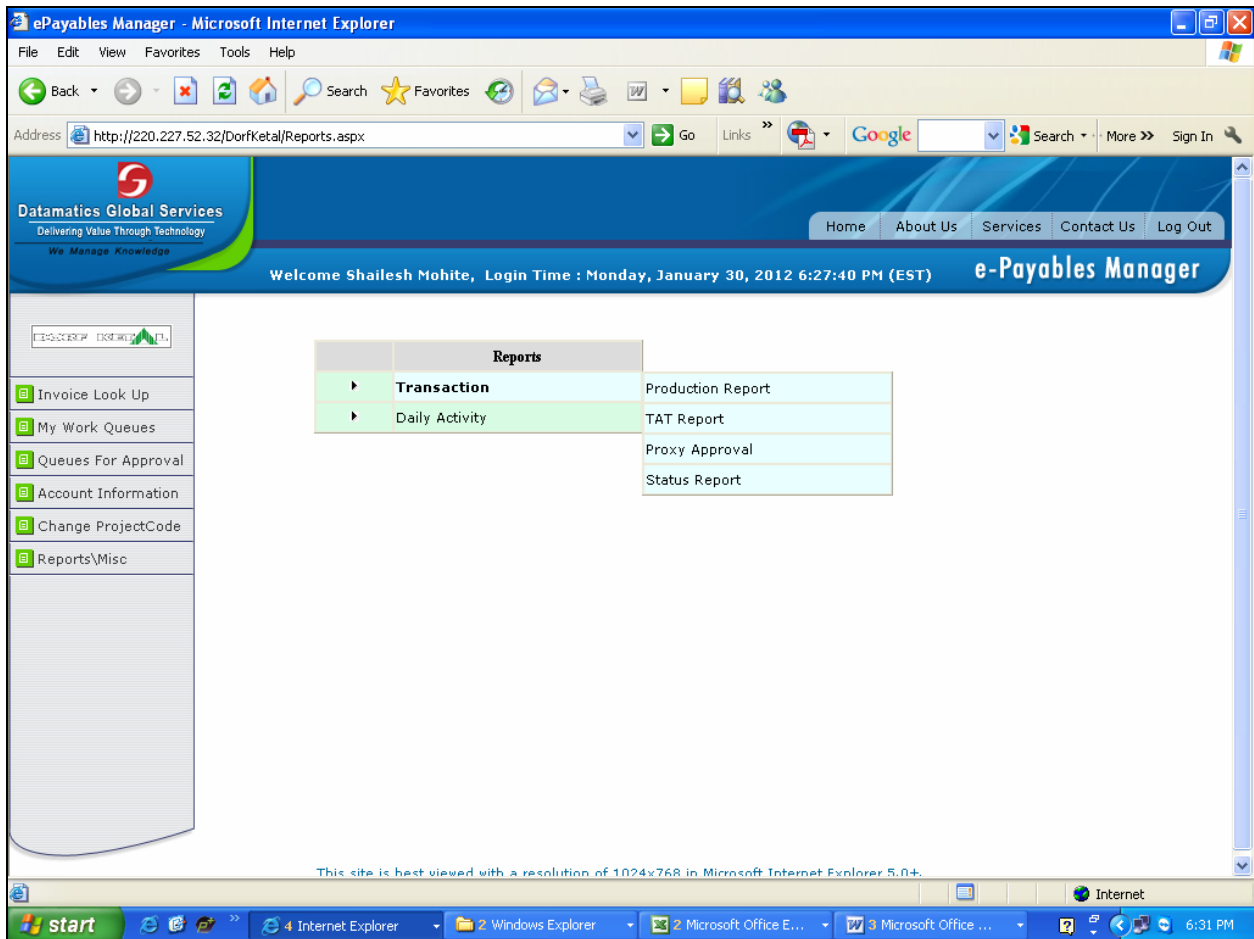 ePayables Manager - Microsoft Internet Explorer
File Edit View Favorites Tools Help
Back Search Favorites
Address http://220.227.52.32/DorfKetal/Reports.aspx Go Links » Google Search More >> Sign In
Datamatics Global Services
Delivering Value Through Technology
We Manage Knowledge
Home About Us Services Contact Us Log Out
Welcome Shailesh Mohite, Login Time : Monday, January 30, 2012 6:27:40 PM (EST) e-Payables Manager
Reports
Transaction Production Report
Daily Activity TAT Report
Proxy Approval
Status Report
Invoice Look Up
My Work Queues
Queues For Approval
Account Information
Change ProjectCode
Reports\Misc
This site is best viewed with a resolution of 1024x768 in Microsoft Internet Explorer 5.0+.
Internet
start » 4 Internet Explorer 2 Windows Explorer 2 Microsoft Office E... 3 Microsoft Office ... 6:31 PM